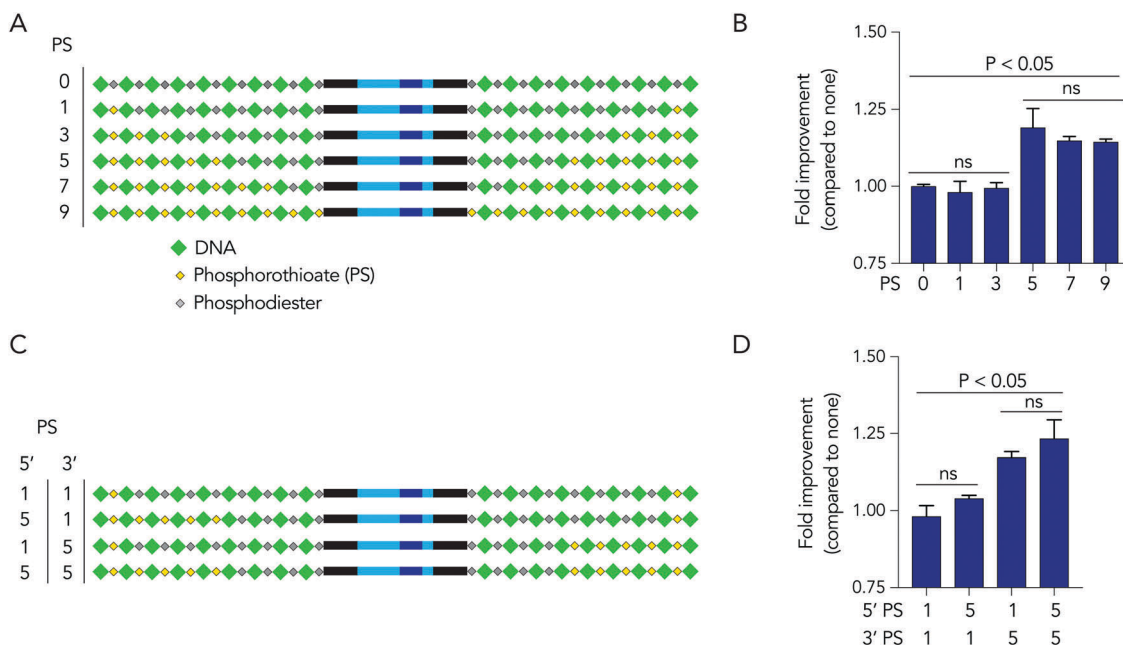 A
PS
0
1
3
5
7
9
DNA
Phosphorothioate (PS)
Phosphodiester
B
Fold improvement
(compared to none)
1.50
1.25
1.00
0.75
P < 0.05
ns
ns
PS 0 1 3 5 7 9
C
PS
5’ 3’
1 1
5 1
1 5
5 5
D
Fold improvement
(compared to none)
1.50
1.25
1.00
0.75
P < 0.05
ns
ns
5’ PS 1 5 1 5
3’ PS 1 1 5 5